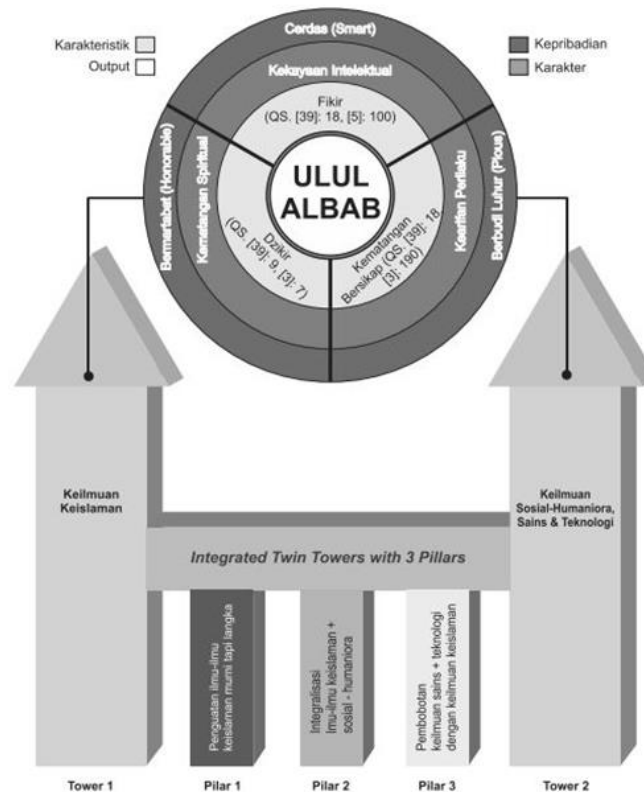 Karakteristik
Output
Kepribadian
Karakter
Cerdas (Smart)
Kekayaan Intelektual
Fikir
(QS. [39]: 18, [5]: 100)
ULUL
ALBAB
Bermartabat (Honorable)
Kematangan Spiritual
Dzikir
(QS. [39]: 9, [3]: 7)
Kematangan
Bersikap (QS. [39]: 18,
[3]: 190)
Kearifan Perilaku
Berbudi Luhur (Pious)
Keilmuan
Keislaman
Keilmuan
Sosial-Humaniora,
Sains & Teknologi
Integrated Twin Towers with 3 Pillars
Penguatan ilmu-ilmu
keislaman murni tapi langka
Integralisasi
Imu-ilmu keislaman +
sosial - humaniora
Pembobotan
keilmuan sains + teknologi
dengan keilmuan keislaman
Tower 1
Pilar 1
Pilar 2
Pilar 3
Tower 2